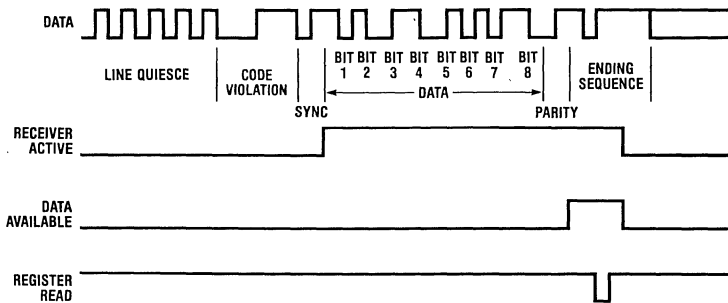 DATA
LINE QUIESCE
CODE
VIOLATION
SYNC
BIT BIT BIT BIT BIT BIT BIT BIT
1 2 3 4 5 6 7 8
DATA
PARITY
ENDING
SEQUENCE
RECEIVER
ACTIVE
DATA
AVAILABLE
REGISTER
READ